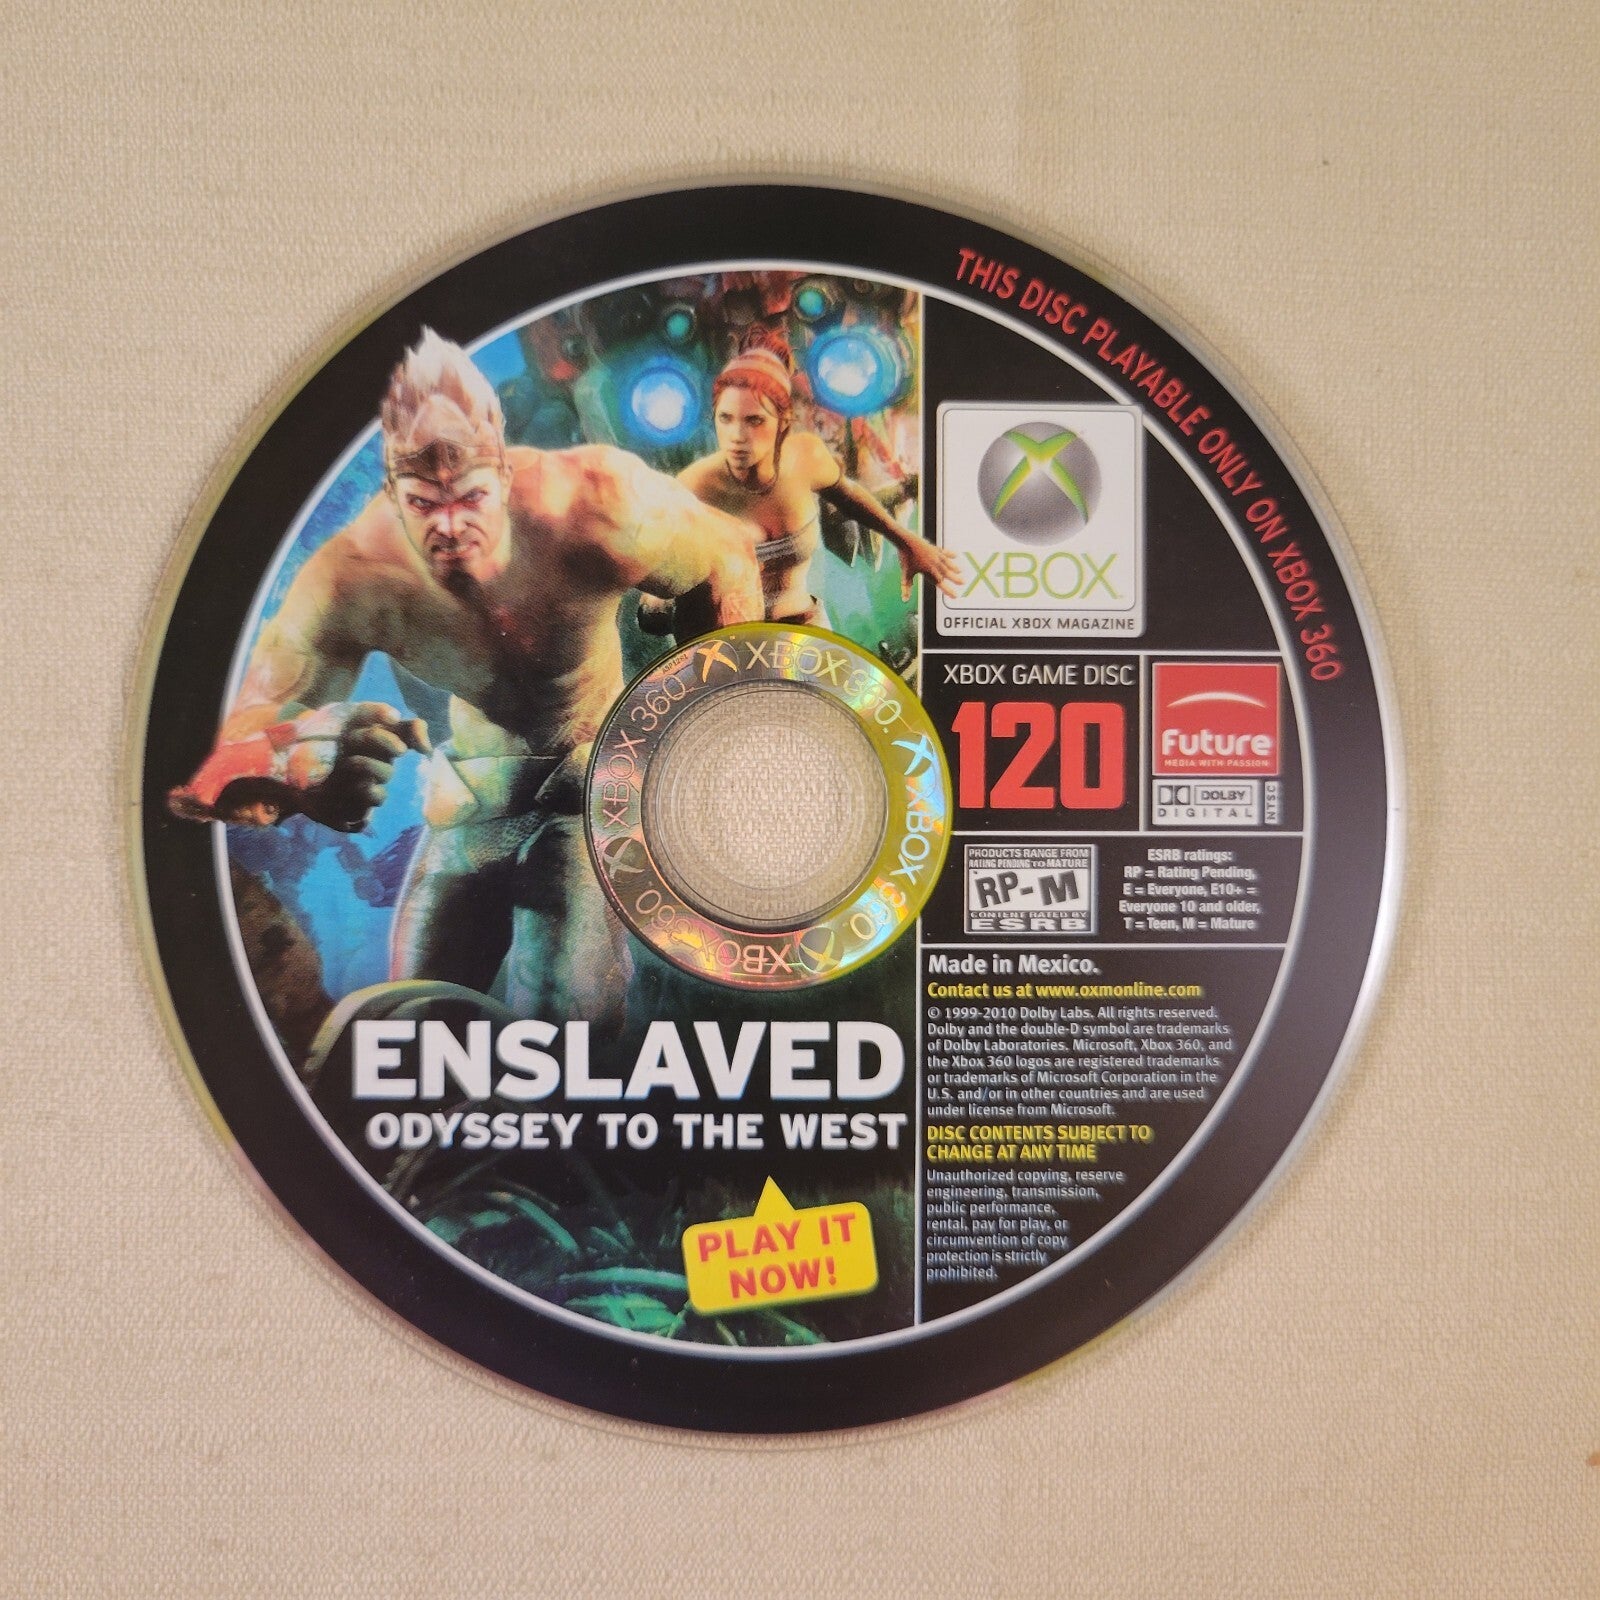 THIS DISC PLAYABLE ONLY ON XBOX 360
XBOX
OFFICIAL XBOX MAGAZINE
XBOX GAME DISC
120
Future
MEDIA WITH PASSION
DOLBY
DIGITAL
NTSC
PRODUCTS RANGE FROM
RATING PENDING TO MATURE
RP-M
CONTENT RATED BY
ESRB
ESRB ratings:
RP = Rating Pending,
E = Everyone, E10+ =
Everyone 10 and older,
T = Teen, M = Mature
Made in Mexico.
Contact us at www.oxmonline.com
© 1999-2010 Dolby Labs. All rights reserved.
Dolby and the double-D symbol are trademarks
of Dolby Laboratories. Microsoft, Xbox 360, and
the Xbox 360 logos are registered trademarks
or trademarks of Microsoft Corporation in the
U.S. and/or in other countries and are used
under license from Microsoft.
DISC CONTENTS SUBJECT TO
CHANGE AT ANY TIME
Unauthorized copying, reserve
engineering, transmission,
public performance,
rental, pay for play, or
circumvention of copy
protection is strictly
prohibited.
XBOX 360.
XBOX 360.
XBOX 360.
XBOX 360.
ENSLAVED
ODYSSEY TO THE WEST
PLAY IT
NOW!